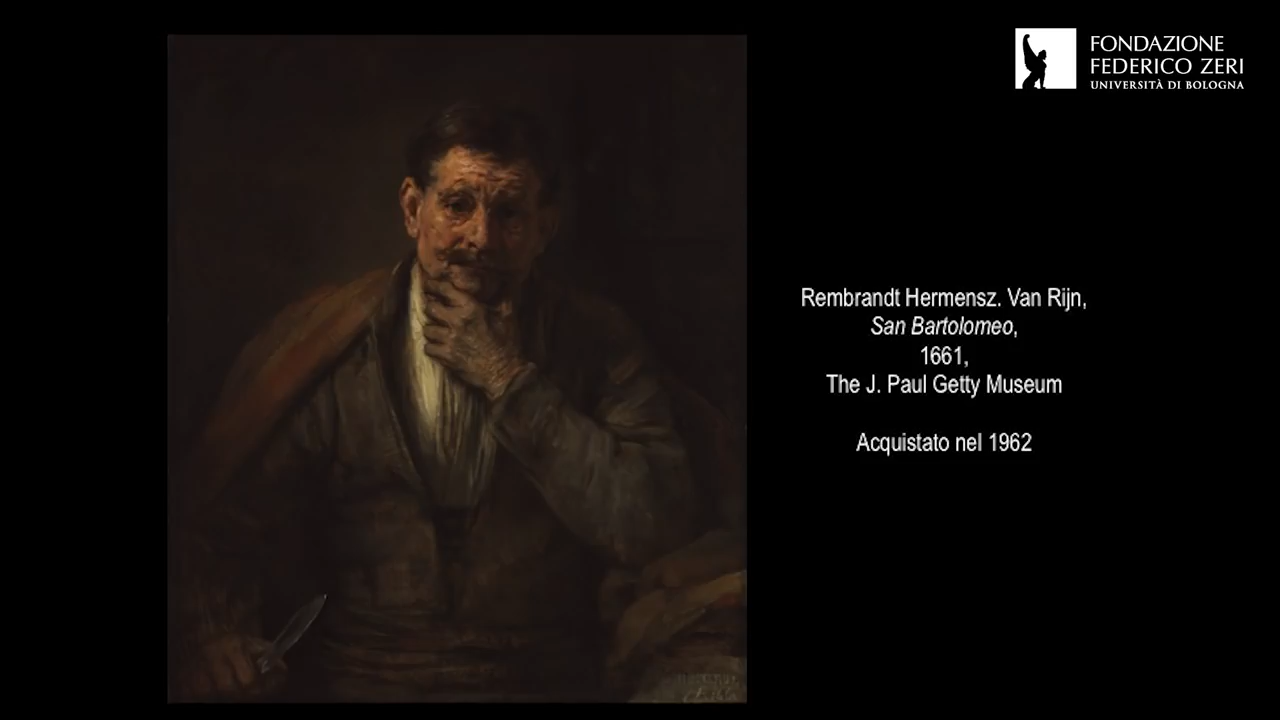 FONDAZIONE
FEDERICO ZERI
UNIVERSITÀ DI BOLOGNA
Rembrandt Hermensz. Van Rijn,
San Bartolomeo,
1661,
The J. Paul Getty Museum
Acquistato nel 1962